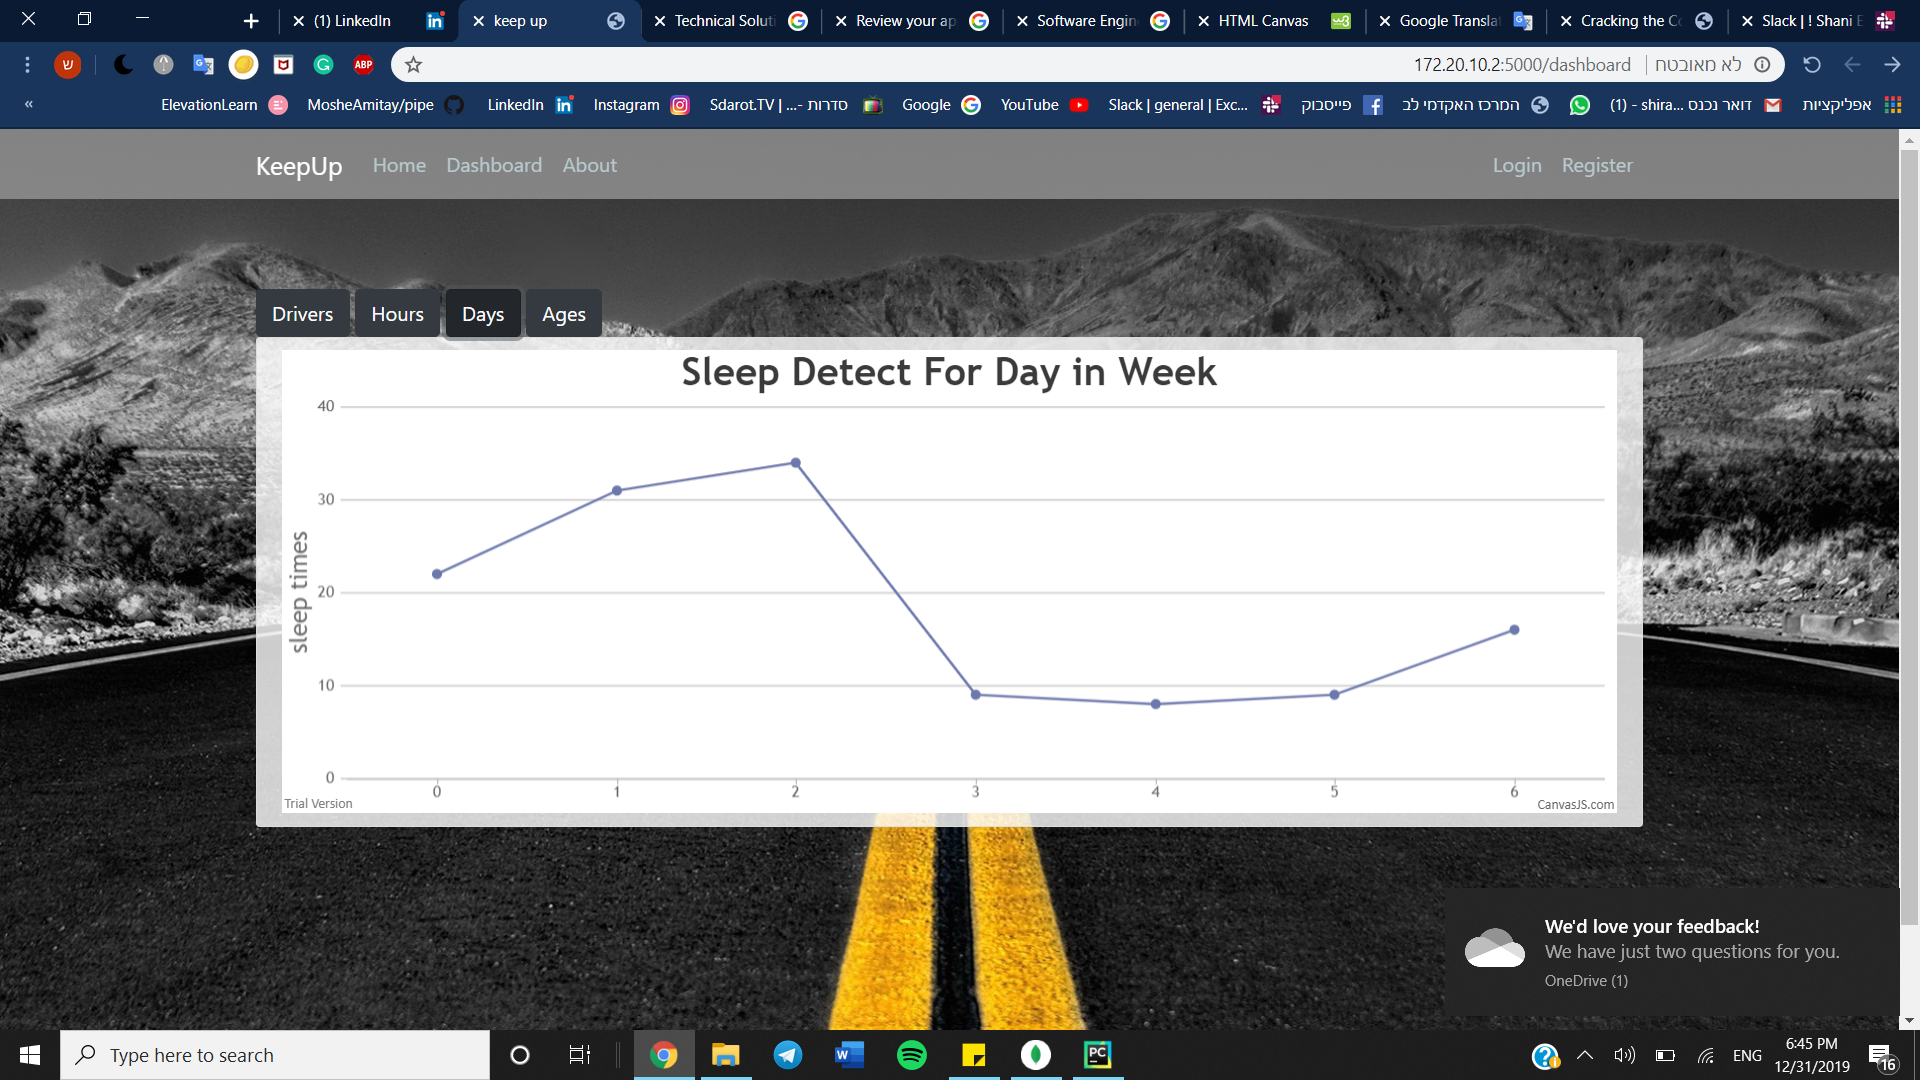 (1) LinkedIn
keep up
Technical Soluti
Review your ap
Software Engin
HTML Canvas
Google Translat
Cracking the Co
Slack | ! Shani E
172.20.10.2:5000/dashboard
לא מאובטח
ElevationLearn
MosheAmitay/pipe
LinkedIn
Instagram
Sdarot.TV | ...- סדרות
Google
YouTube
Slack | general | Exc...
פייסבוק
המרכז האקדמי לב
(1) - shira... דואר נכנס
אפליקציות
KeepUp
Home
Dashboard
About
Login
Register
Drivers
Hours
Days
Ages
Sleep Detect For Day in Week
sleep times
40
30
20
10
0
0 1 2 3 4 5 6
Trial Version
CanvasJS.com
We'd love your feedback!
We have just two questions for you.
OneDrive (1)
Type here to search
ENG
6:45 PM
12/31/2019
16